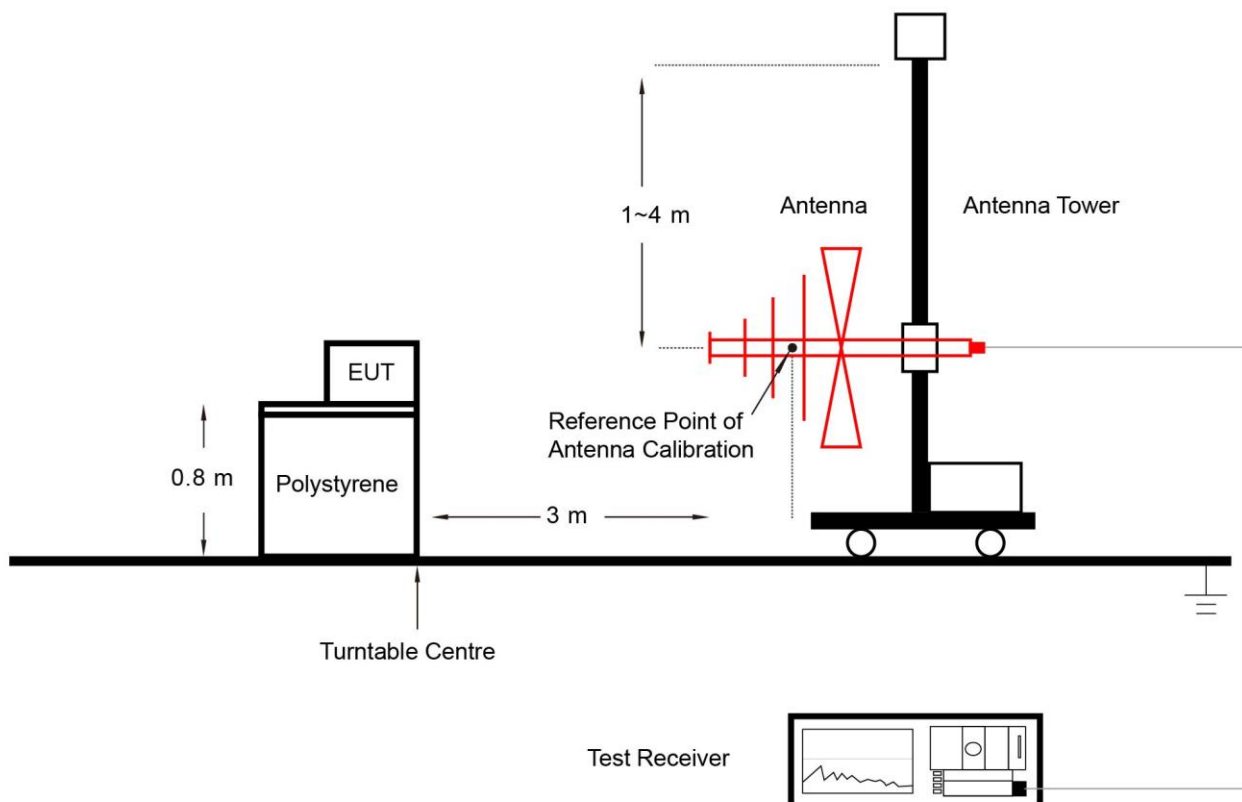 1~4 m
Antenna
Antenna Tower
EUT
Reference Point of
Antenna Calibration
0.8 m
Polystyrene
3 m
Turntable Centre
Test Receiver